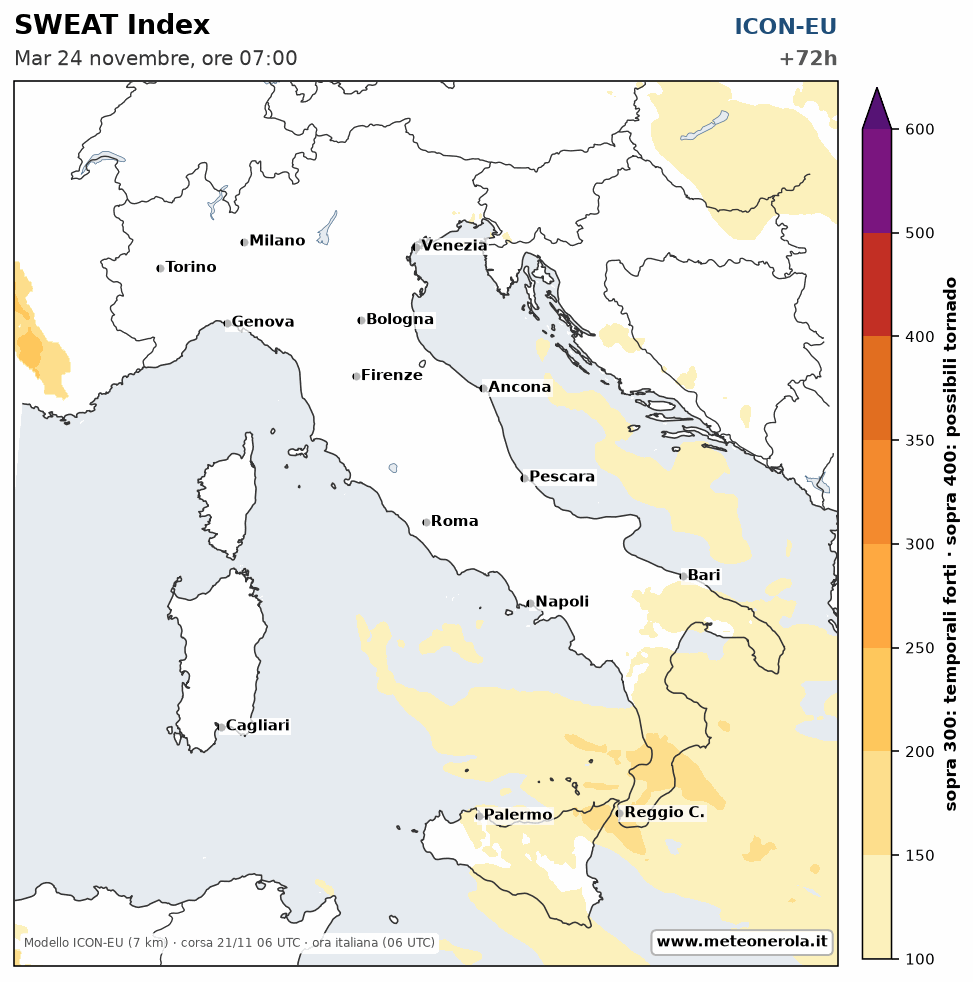 SWEAT Index
ICON-EU
Mar 24 novembre, ore 07:00
+72h
Milano
Venezia
Torino
Genova
Bologna
Firenze
Ancona
Pescara
Roma
Bari
Napoli
Cagliari
Palermo
Reggio C.
Modello ICON-EU (7 km) · corsa 21/11 06 UTC · ora italiana (06 UTC)
www.meteonerola.it
600
500
400
350
300
250
200
150
100
sopra 300: temporali forti · sopra 400: possibili tornado